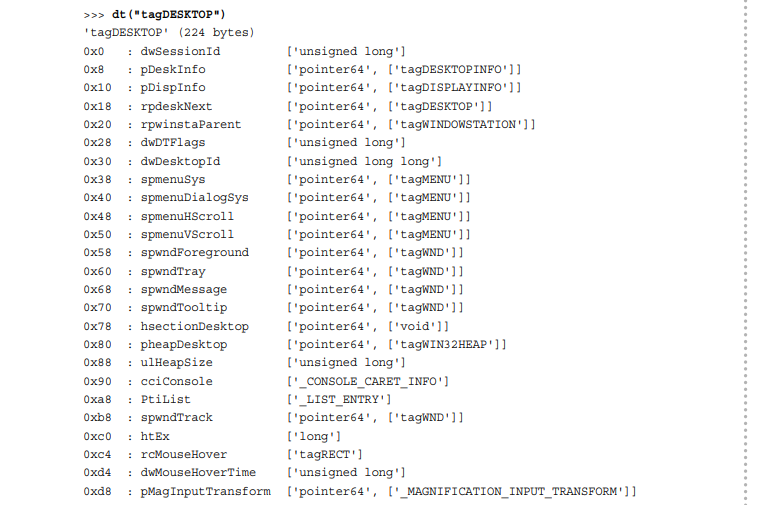 >>> dt("tagDESKTOP")
'tagDESKTOP' (224 bytes)
0x0   : dwSessionId         ['unsigned long']
0x8   : pDeskInfo           ['pointer64', ['tagDESKTOPINFO']]
0x10  : pDispInfo           ['pointer64', ['tagDISPLAYINFO']]
0x18  : rpdeskNext          ['pointer64', ['tagDESKTOP']]
0x20  : rpwinstaParent      ['pointer64', ['tagWINDOWSTATION']]
0x28  : dwDTFlags           ['unsigned long']
0x30  : dwDesktopId         ['unsigned long long']
0x38  : spmenuSys           ['pointer64', ['tagMENU']]
0x40  : spmenuDialogSys     ['pointer64', ['tagMENU']]
0x48  : spmenuHScroll       ['pointer64', ['tagMENU']]
0x50  : spmenuVScroll       ['pointer64', ['tagMENU']]
0x58  : spwndForeground     ['pointer64', ['tagWND']]
0x60  : spwndTray           ['pointer64', ['tagWND']]
0x68  : spwndMessage        ['pointer64', ['tagWND']]
0x70  : spwndTooltip        ['pointer64', ['tagWND']]
0x78  : hsectionDesktop     ['pointer64', ['void']]
0x80  : pheapDesktop        ['pointer64', ['tagWIN32HEAP']]
0x88  : ulHeapSize          ['unsigned long']
0x90  : cciConsole          ['_CONSOLE_CARET_INFO']
0xa8  : PtiList             ['_LIST_ENTRY']
0xb8  : spwndTrack          ['pointer64', ['tagWND']]
0xc0  : htEx                ['long']
0xc4  : rcMouseHover        ['tagRECT']
0xd4  : dwMouseHoverTime    ['unsigned long']
0xd8  : pMagInputTransform  ['pointer64', ['_MAGNIFICATION_INPUT_TRANSFORM']]